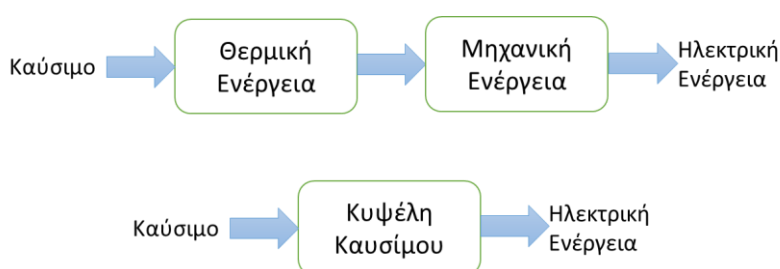 Καύσιμο
Θερμική
Ενέργεια
Μηχανική
Ενέργεια
Ηλεκτρική
Ενέργεια
Καύσιμο
Κυψέλη
Καυσίμου
Ηλεκτρική
Ενέργεια